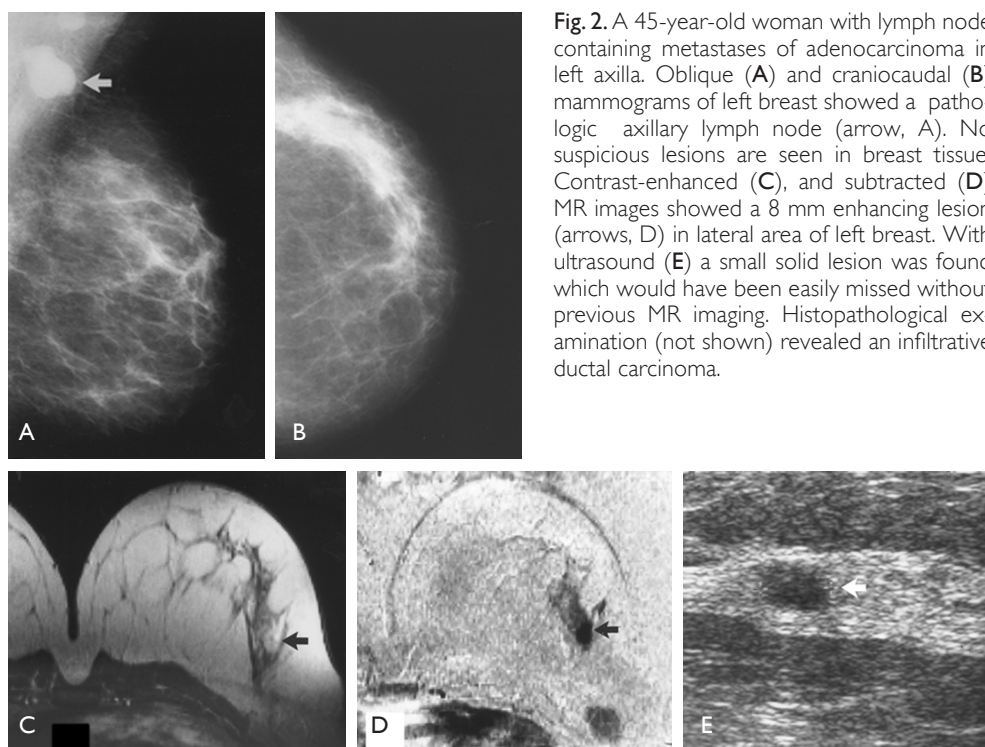 Fig. 2. A 45-year-old woman with lymph node
containing metastases of adenocarcinoma in
left axilla. Oblique (A) and craniocaudal (B)
mammograms of left breast showed a patho-
logic axillary lymph node (arrow, A). No
suspicious lesions are seen in breast tissue
Contrast-enhanced (C), and subtracted (D)
MR images showed a 8 mm enhancing lesion
(arrows, D) in lateral area of left breast. With
ultrasound (E) a small solid lesion was found
which would have been easily missed without
previous MR imaging. Histopathological ex-
amination (not shown) revealed an infiltrative
ductal carcinoma.
A
B
C
D
E